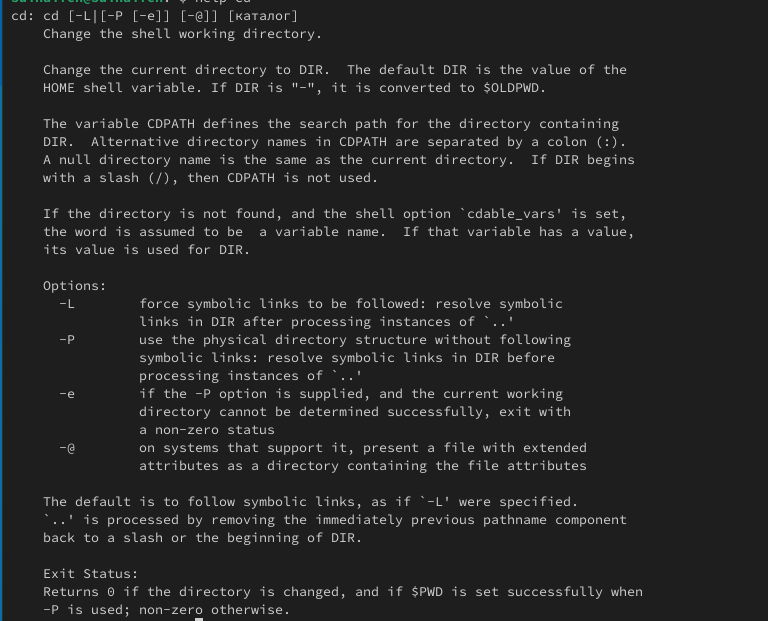 $ help cd
cd: cd [-L|[-P [-e]] [-@]] [каталог]
    Change the shell working directory.

    Change the current directory to DIR.  The default DIR is the value of the
    HOME shell variable. If DIR is "-", it is converted to $OLDPWD.

    The variable CDPATH defines the search path for the directory containing
    DIR.  Alternative directory names in CDPATH are separated by a colon (:).
    A null directory name is the same as the current directory.  If DIR begins
    with a slash (/), then CDPATH is not used.

    If the directory is not found, and the shell option `cdable_vars' is set,
    the word is assumed to be  a variable name.  If that variable has a value,
    its value is used for DIR.

    Options:
      -L        force symbolic links to be followed: resolve symbolic
                links in DIR after processing instances of `..'
      -P        use the physical directory structure without following
                symbolic links: resolve symbolic links in DIR before
                processing instances of `..'
      -e        if the -P option is supplied, and the current working
                directory cannot be determined successfully, exit with
                a non-zero status
      -@        on systems that support it, present a file with extended
                attributes as a directory containing the file attributes

    The default is to follow symbolic links, as if `-L' were specified.
    `..' is processed by removing the immediately previous pathname component
    back to a slash or the beginning of DIR.

    Exit Status:
    Returns 0 if the directory is changed, and if $PWD is set successfully when
    -P is used; non-zero otherwise.